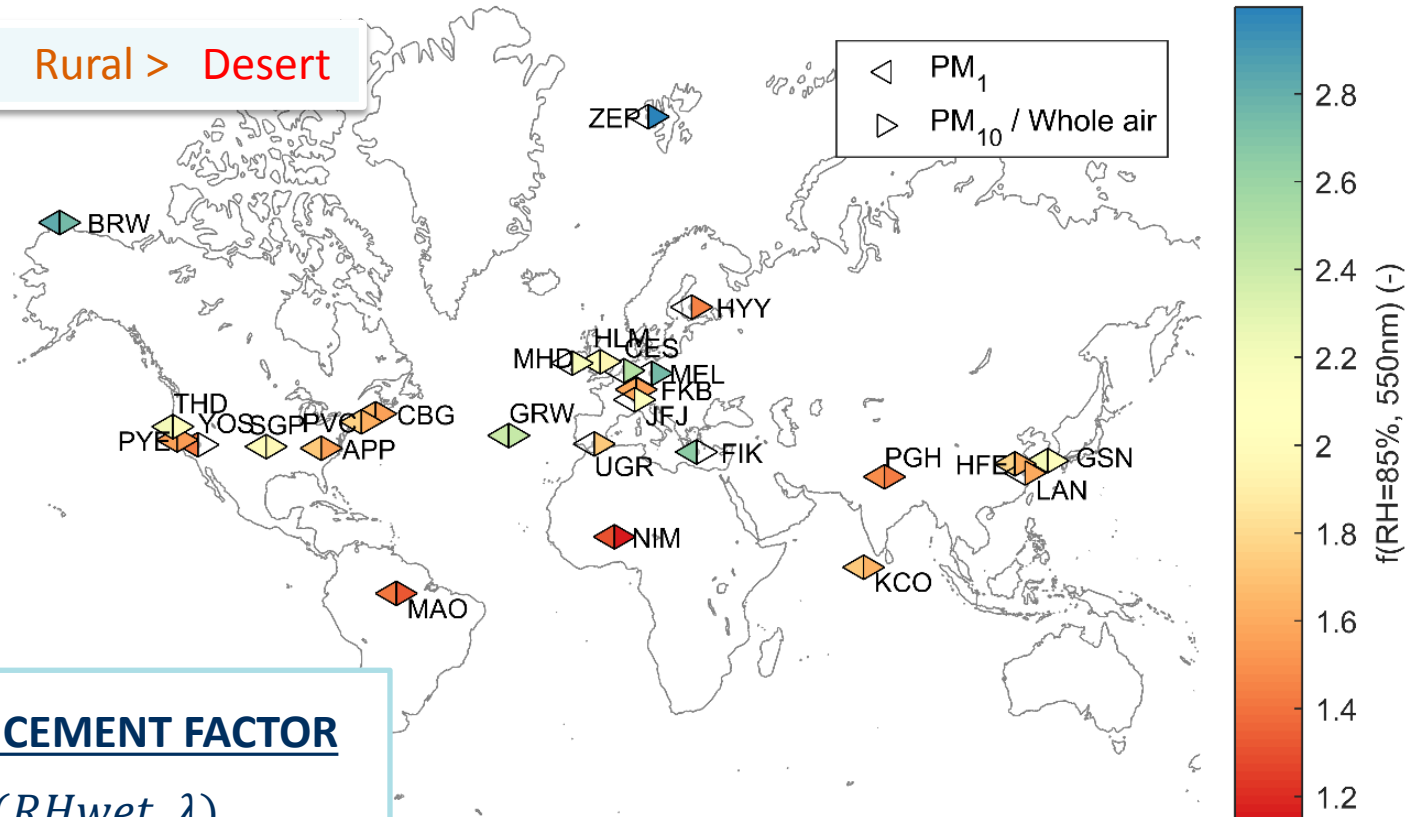 Rural > Desert
PM1
PM10 / Whole air
ZEP
BRW
HYY
HLM
CES
MHD
MEL
FKB
JFJ
THD
YOS
SGP
PVC
CBG
PYE
APP
GRW
UGR
FIK
PGH
HFE
GSN
LAN
NIM
KCO
MAO
2.8
2.6
2.4
2.2
2
1.8
1.6
1.4
1.2
f(RH=85%, 550nm) (-)
CEMENT FACTOR
(RHwet, λ)